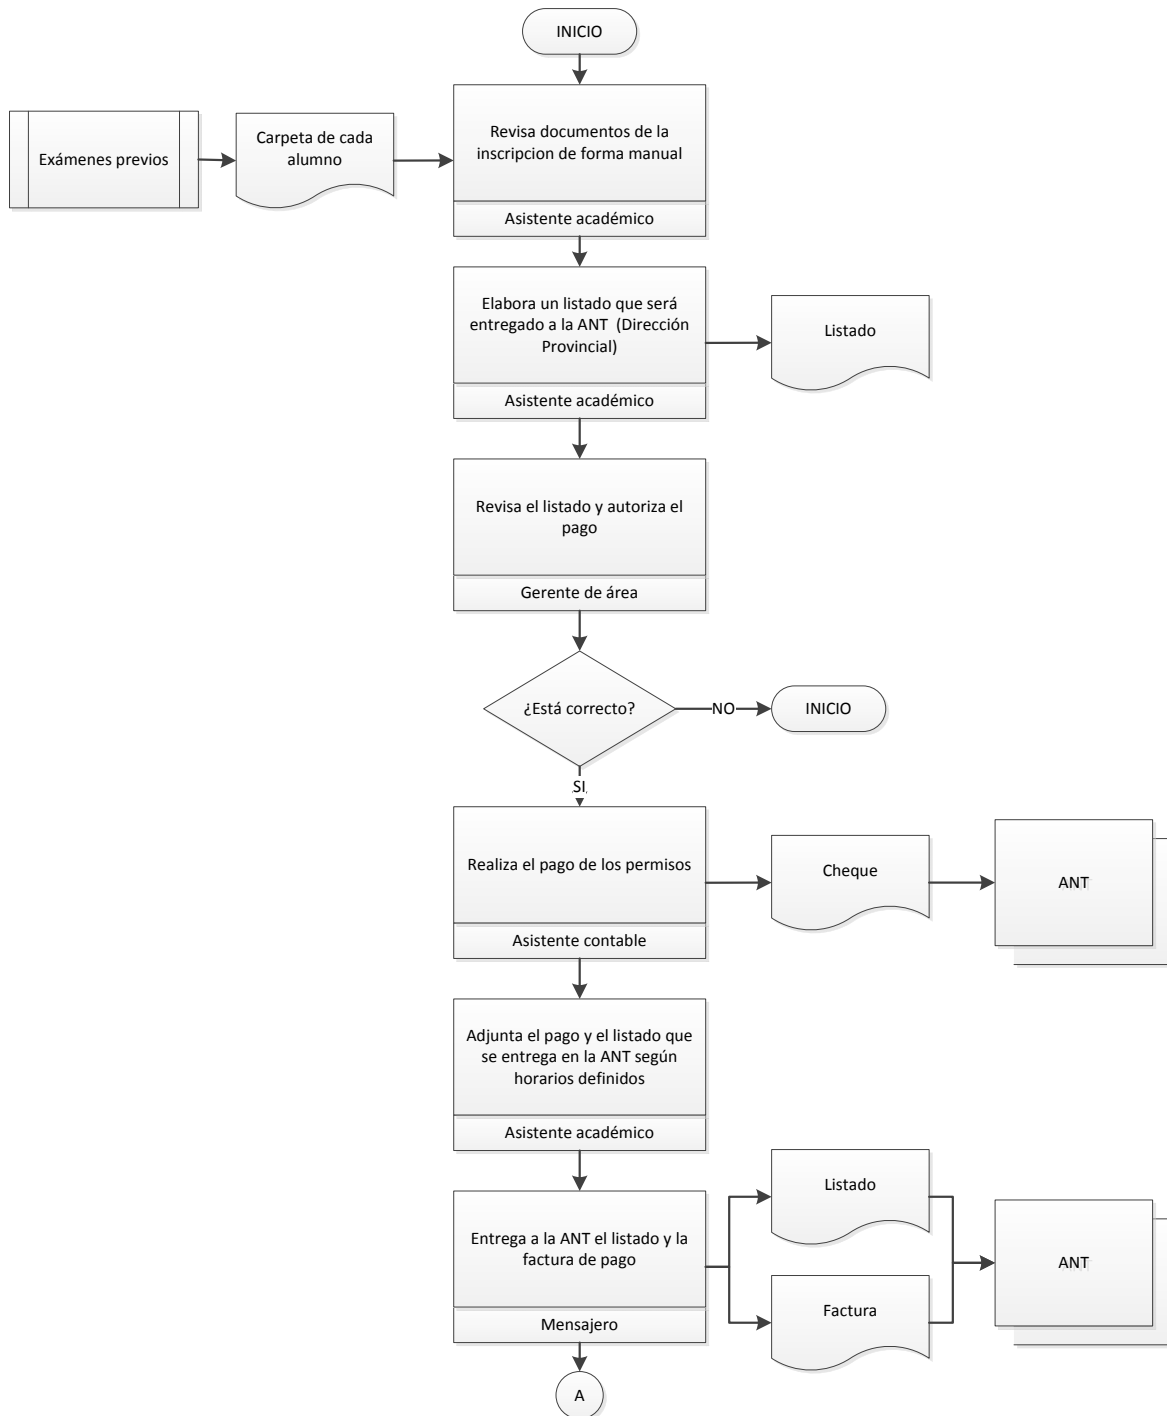 INICIO
Exámenes previos
Carpeta de cada
alumno
Revisa documentos de la
inscripcion de forma manual
Asistente académico
Elabora un listado que será
entregado a la ANT (Dirección
Provincial)
Asistente académico
Listado
Revisa el listado y autoriza el
pago
Gerente de área
¿Está correcto?
NO
INICIO
SI
Realiza el pago de los permisos
Asistente contable
Cheque
ANT
Adjunta el pago y el listado que
se entrega en la ANT según
horarios definidos
Asistente académico
Entrega a la ANT el listado y la
factura de pago
Mensajero
Listado
Factura
ANT
A